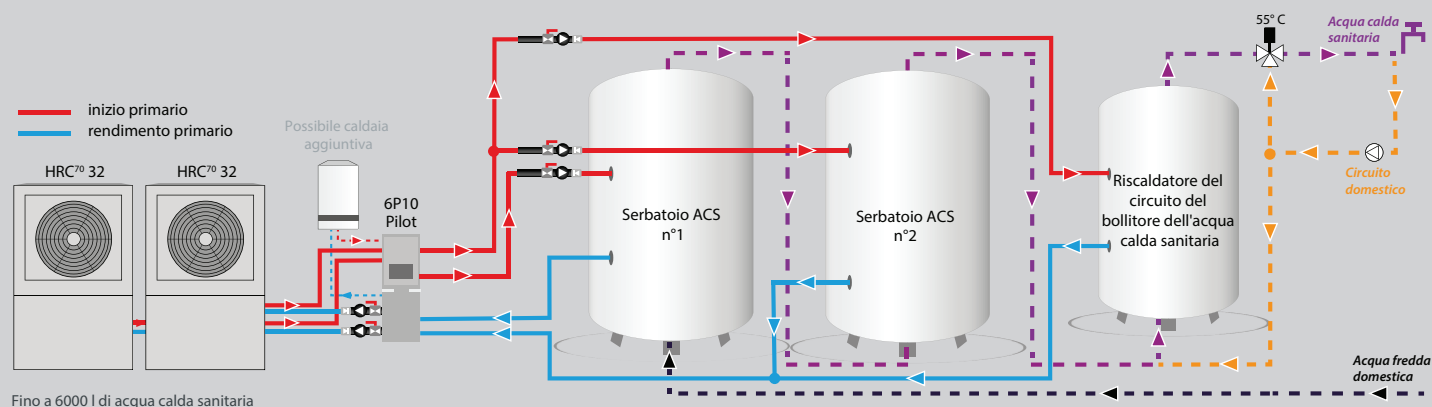 55° C
Acqua calda
sanitaria
inizio primario
rendimento primario
Possibile caldaia
aggiuntiva
HRC⁷⁰ 32
HRC⁷⁰ 32
6P10
Pilot
Serbatoio ACS
n°1
Serbatoio ACS
n°2
Riscaldatore del
circuito del
bollitore dell'acqua
calda sanitaria
Circuito
domestico
Acqua fredda
domestica
Fino a 6000 l di acqua calda sanitaria